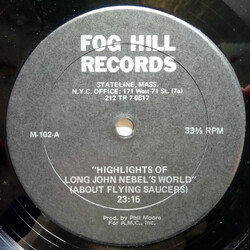 FOG HILL
RECORDS
STATELINE, MASS.
N.Y.C. OFFICE: 171 West 71 St. (7a)
212 TR 7-9817
M-102-A 33⅓ RPM
"HIGHLIGHTS OF
LONG JOHN NEBEL'S WORLD"
(ABOUT FLYING SAUCERS)
23:15
Prod. by Phil Moore
For A.M.C., Inc.